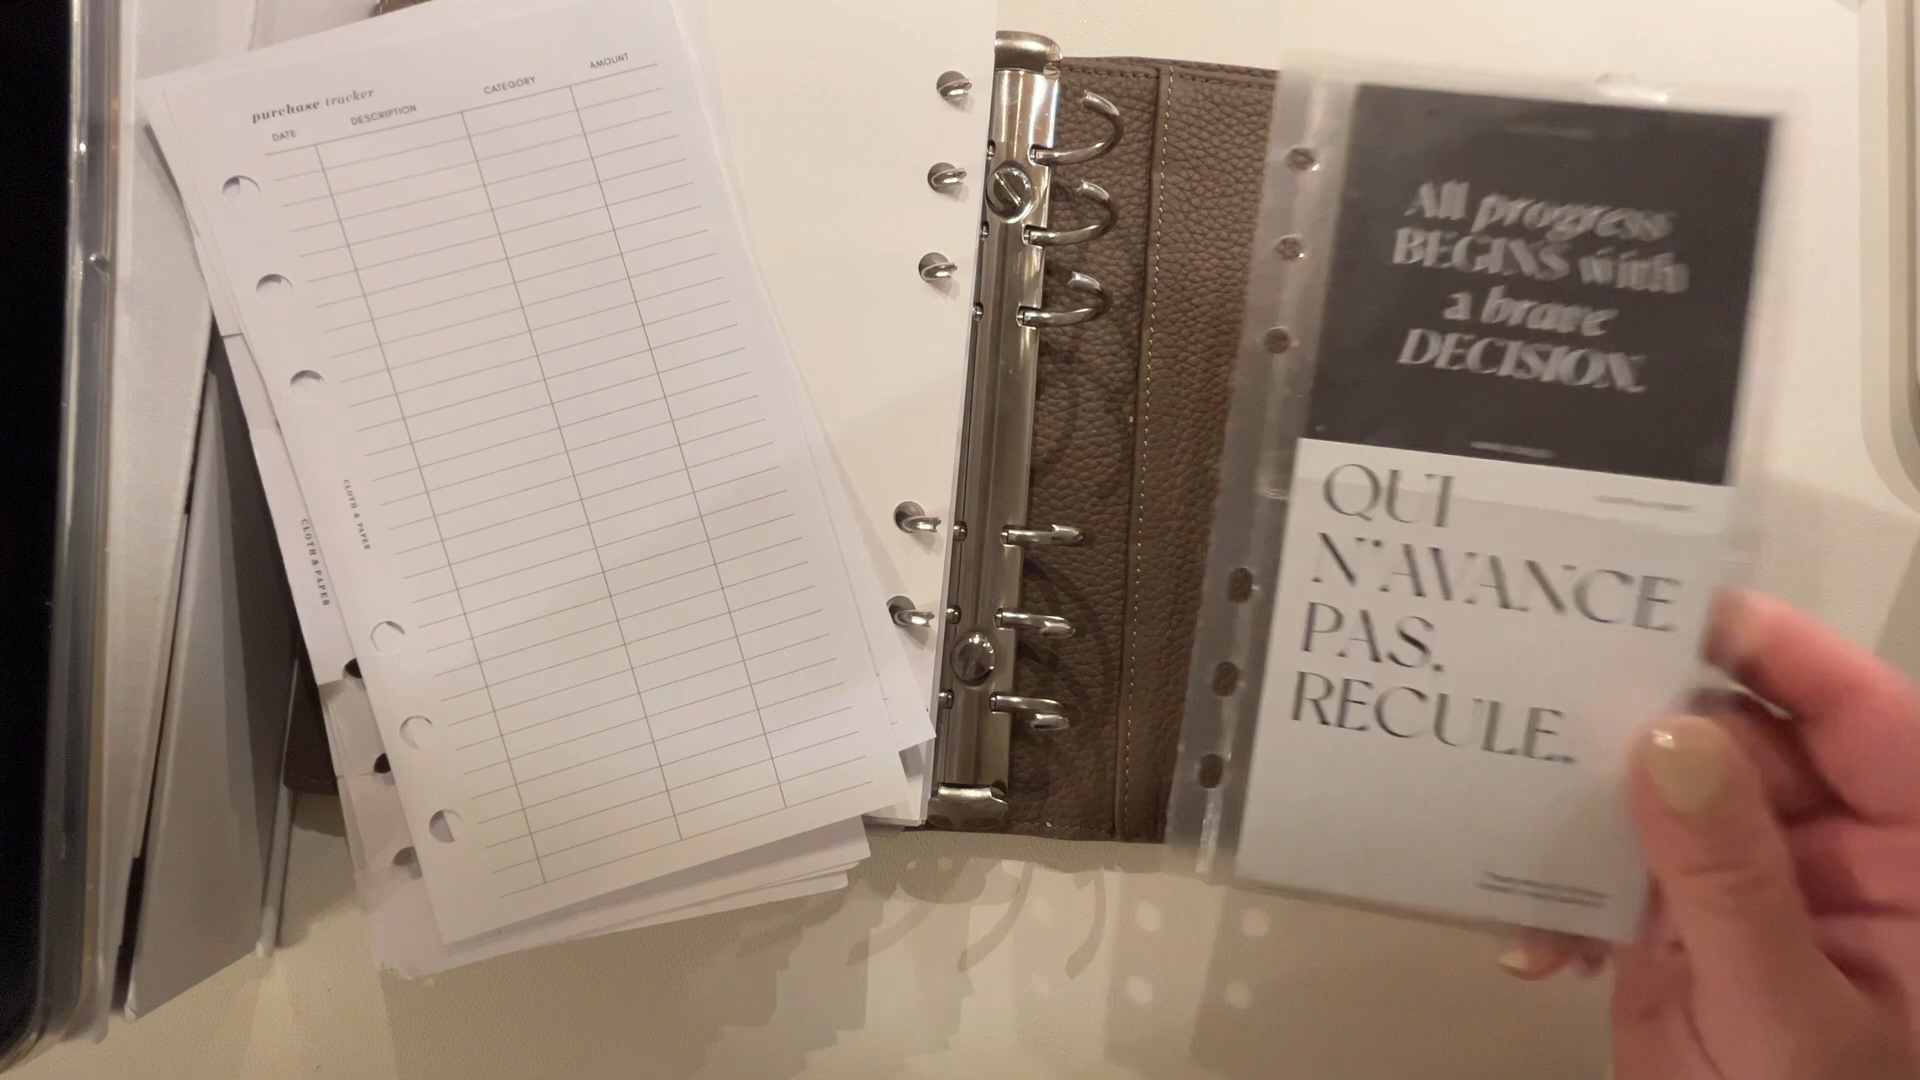 purchase tracker
DATE
DESCRIPTION
CATEGORY
AMOUNT
CLOTH & PAPER
CLOTH & PAPER
All progress
BEGINS with
a brave
DECISION.
QUI
N'AVANCE
PAS,
RECULE.